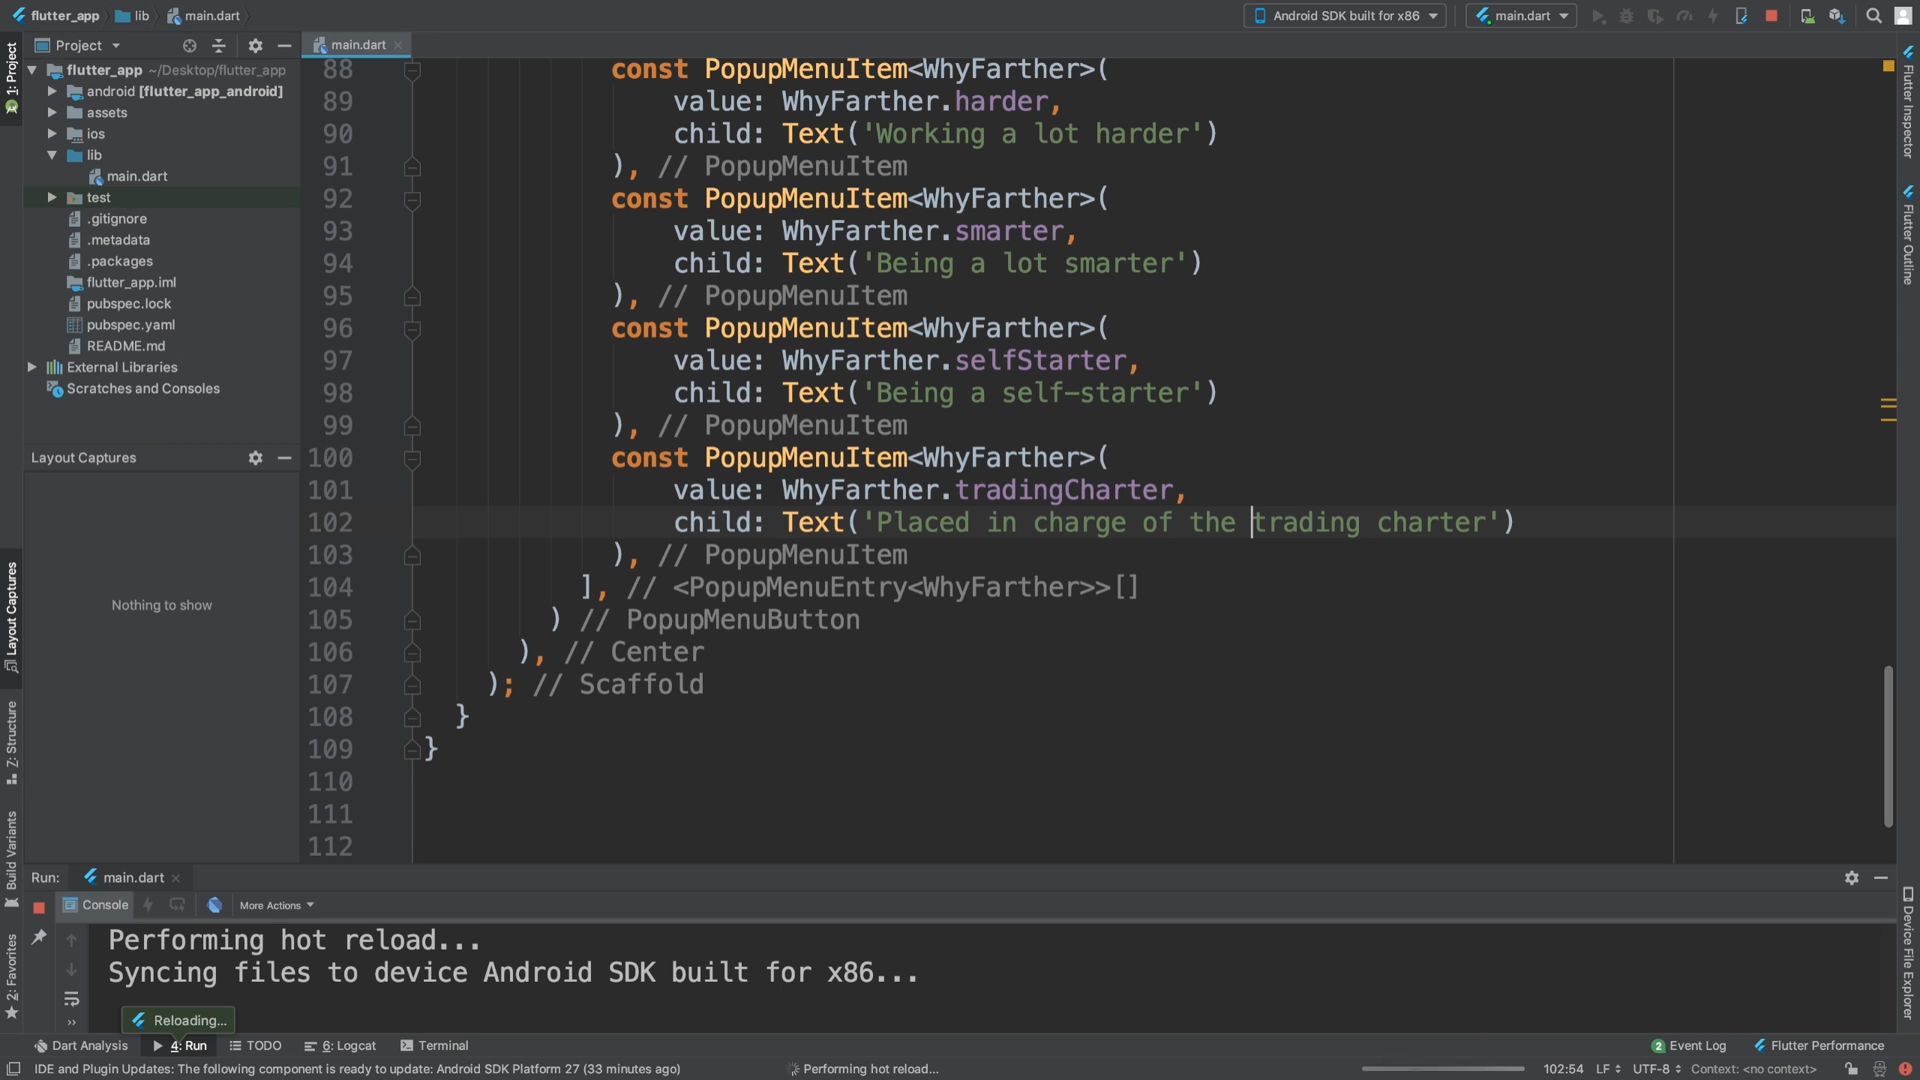 flutter_app
lib
main.dart
Android SDK built for x86
main.dart
1: Project
Project
main.dart
flutter_app ~/Desktop/flutter_app
android [flutter_app_android]
assets
ios
lib
main.dart
test
.gitignore
.metadata
.packages
flutter_app.iml
pubspec.lock
pubspec.yaml
README.md
External Libraries
Scratches and Consoles
Layout Captures
Nothing to show
Layout Captures
Z: Structure
Build Variants
2: Favorites
88 const PopupMenuItem<WhyFarther>(
89 value: WhyFarther.harder,
90 child: Text('Working a lot harder')
91 ), // PopupMenuItem
92 const PopupMenuItem<WhyFarther>(
93 value: WhyFarther.smarter,
94 child: Text('Being a lot smarter')
95 ), // PopupMenuItem
96 const PopupMenuItem<WhyFarther>(
97 value: WhyFarther.selfStarter,
98 child: Text('Being a self-starter')
99 ), // PopupMenuItem
100 const PopupMenuItem<WhyFarther>(
101 value: WhyFarther.tradingCharter,
102 child: Text('Placed in charge of the trading charter')
103 ), // PopupMenuItem
104 ], // <PopupMenuEntry<WhyFarther>>[]
105 ) // PopupMenuButton
106 ), // Center
107 ); // Scaffold
108 }
109 }
110
111
112
Flutter Inspector
Flutter Outline
Device File Explorer
Run:
main.dart
Console
More Actions
Performing hot reload...
Syncing files to device Android SDK built for x86...
Reloading...
Dart Analysis
4: Run
TODO
6: Logcat
Terminal
2 Event Log
Flutter Performance
IDE and Plugin Updates: The following component is ready to update: Android SDK Platform 27 (33 minutes ago)
Performing hot reload...
102:54
LF
UTF-8
Context: <no context>